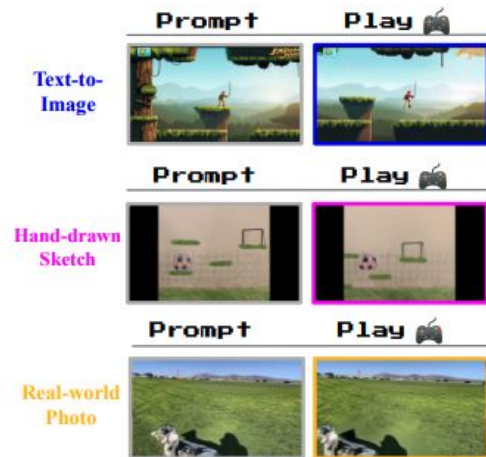 Prompt Play
Text-to-
Image
Prompt Play
Hand-drawn
Sketch
Prompt Play
Real-world
Photo